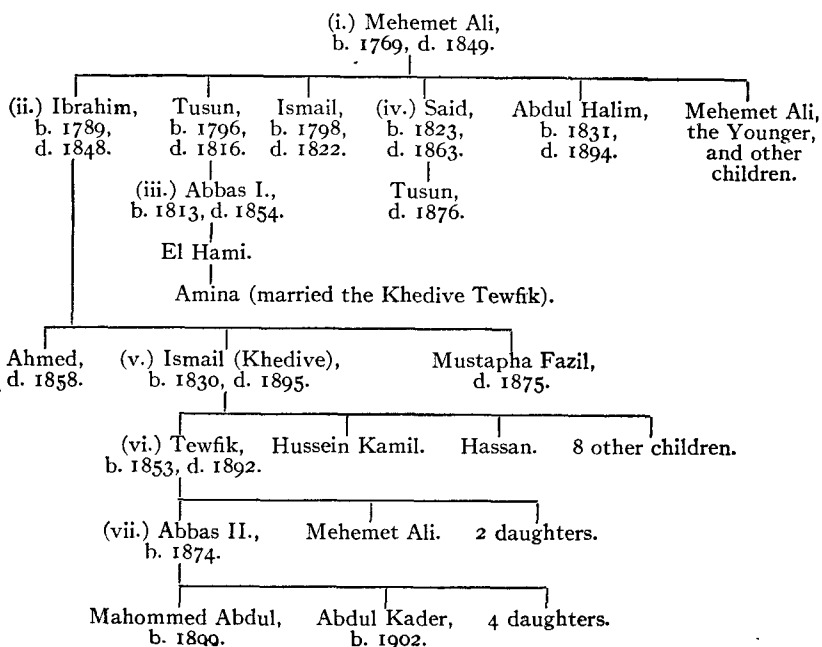 (i.) Mehemet Ali,
b. 1769, d. 1849.
(ii.) Ibrahim,
b. 1789,
d. 1848.
Tusun,
b. 1796,
d. 1816.
Ismail,
b. 1798,
d. 1822.
(iv.) Said,
b. 1823,
d. 1863.
Abdul Halim,
b. 1831,
d. 1894.
Mehemet Ali,
the Younger,
and other
children.
(iii.) Abbas I.,
b. 1813, d. 1854.
Tusun,
d. 1876.
El Hami.
Amina (married the Khedive Tewfik).
Ahmed,
d. 1858.
(v.) Ismail (Khedive),
b. 1830, d. 1895.
Mustapha Fazil,
d. 1875.
(vi.) Tewfik,
b. 1853, d. 1892.
Hussein Kamil.
Hassan.
8 other children.
(vii.) Abbas II.,
b. 1874.
Mehemet Ali.
2 daughters.
Mahommed Abdul,
b. 1899.
Abdul Kader,
b. 1902.
4 daughters.